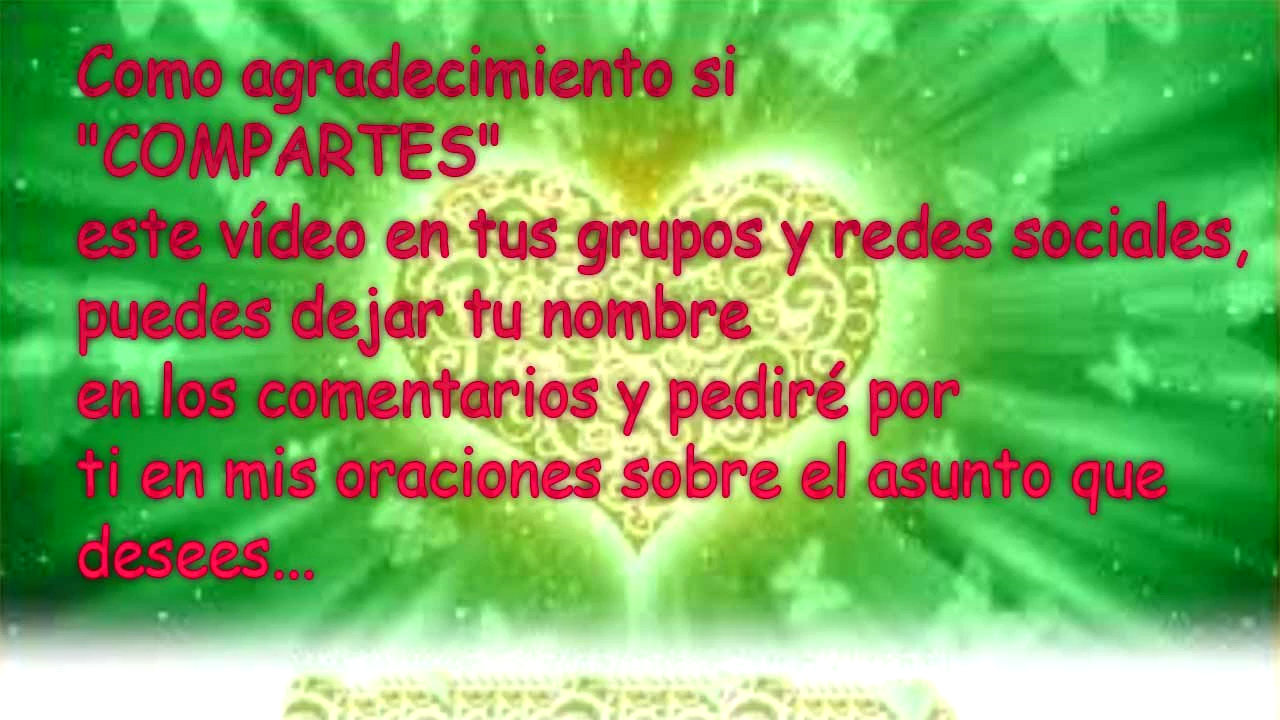 Como agradecimiento si
"COMPARTES"
este vídeo en tus grupos y redes sociales,
puedes dejar tu nombre
en los comentarios y pediré por
ti en mis oraciones sobre el asunto que
desees...